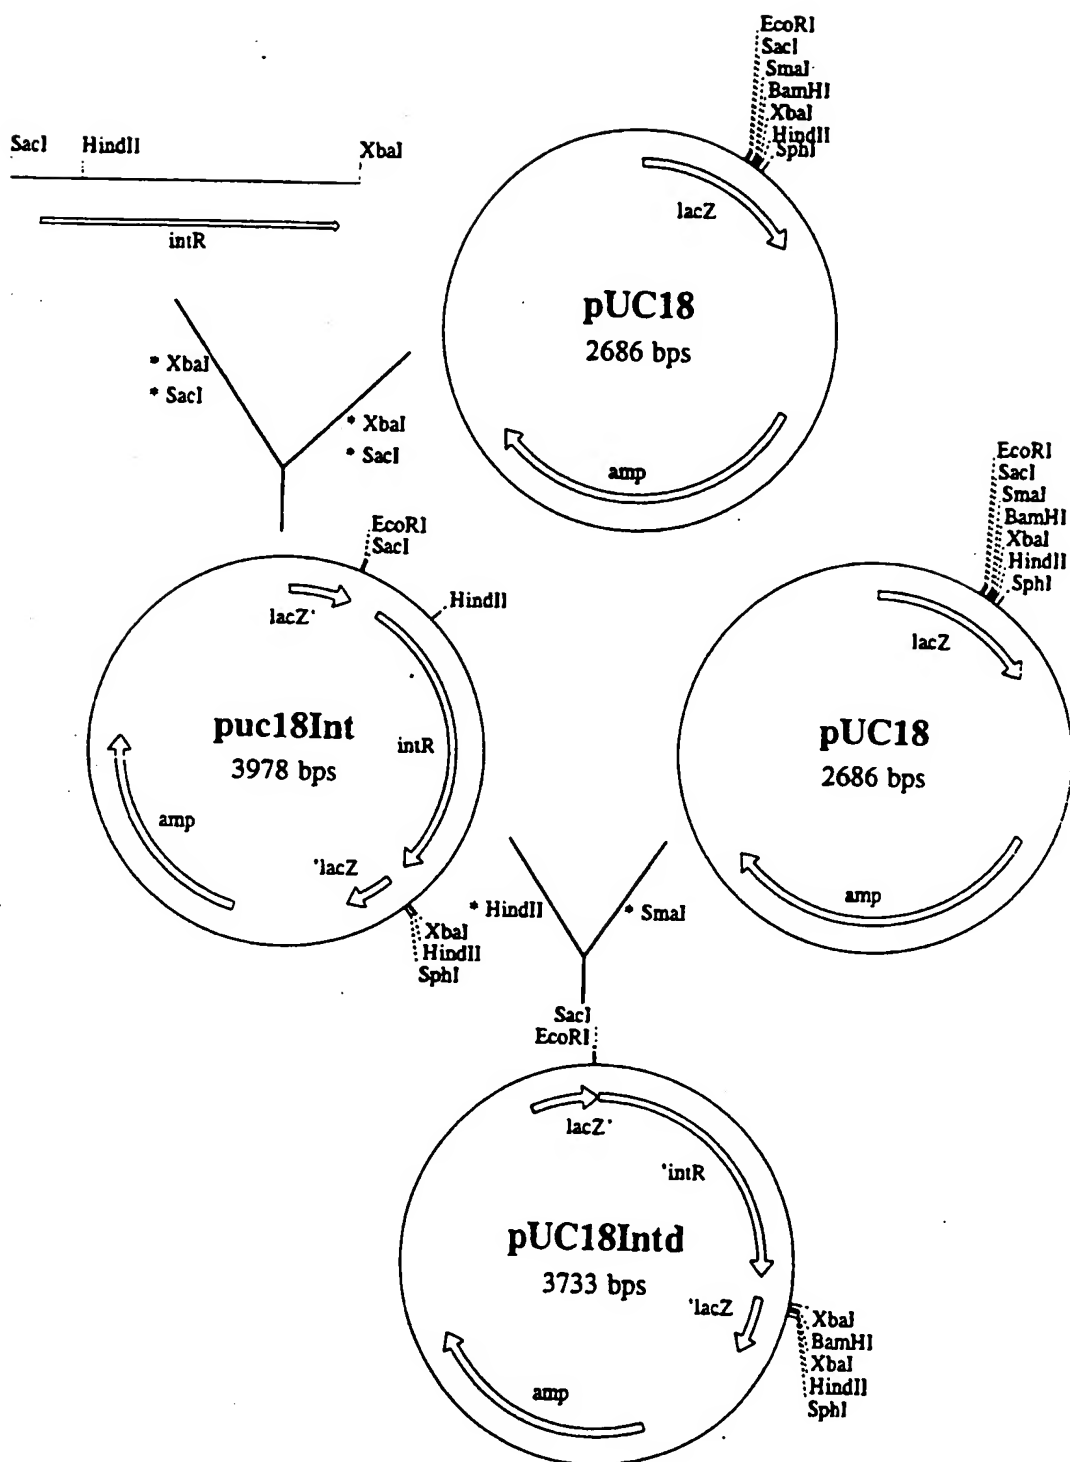 EcoRI
SacI
SmaI
BamHI
XbaI
HindII
SphI
SacI
HindII
XbaI
intR
lacZ
pUC18
2686 bps
amp
* XbaI
* SacI
* XbaI
* SacI
EcoRI
SacI
HindII
lacZ'
puc18Int
3978 bps
intR
amp
'lacZ
XbaI
HindII
SphI
EcoRI
SacI
SmaI
BamHI
XbaI
HindII
SphI
lacZ
pUC18
2686 bps
amp
* HindII
* SmaI
SacI
EcoRI
lacZ'
'intR
pUC18Intd
3733 bps
'lacZ
amp
XbaI
BamHI
XbaI
HindII
SphI